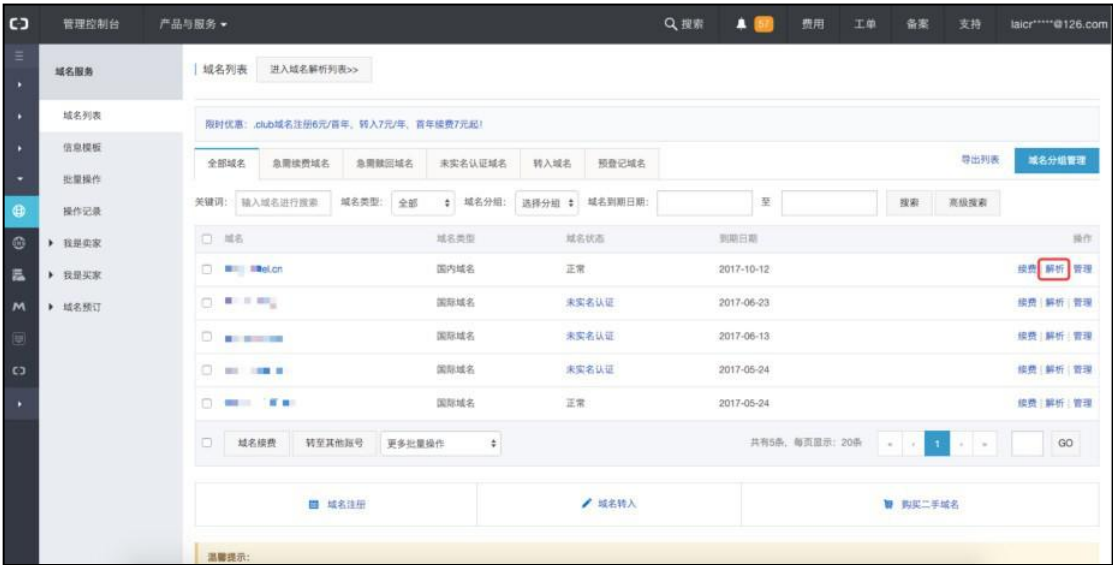 管理控制台 产品与服务 搜索 57 费用 工单 备案 支持 laicr*****@126.com
域名服务
域名列表
信息模板
批量操作
操作记录
我是卖家
我是买家
域名预订
域名列表 进入域名解析列表>>
限时优惠：.club域名注册6元/首年、转入7元/年、首年续费7元起!
全部域名 急需续费域名 急需赎回域名 未实名认证域名 转入域名 预登记域名 导出列表 域名分组管理
关键词： 输入域名进行搜索 域名类型： 全部 域名分组： 选择分组 域名到期日期： 至 搜索 高级搜索
域名 域名类型 域名状态 到期日期 操作
el.cn 国内域名 正常 2017-10-12 续费 解析 管理
国际域名 未实名认证 2017-06-23 续费 | 解析 | 管理
国际域名 未实名认证 2017-06-13 续费 | 解析 | 管理
国际域名 未实名认证 2017-05-24 续费 | 解析 | 管理
国际域名 正常 2017-05-24 续费 | 解析 | 管理
域名续费 转至其他账号 更多批量操作 共有5条，每页显示：20条 « ‹ 1 › » GO
域名注册 域名转入 购买二手域名
温馨提示：